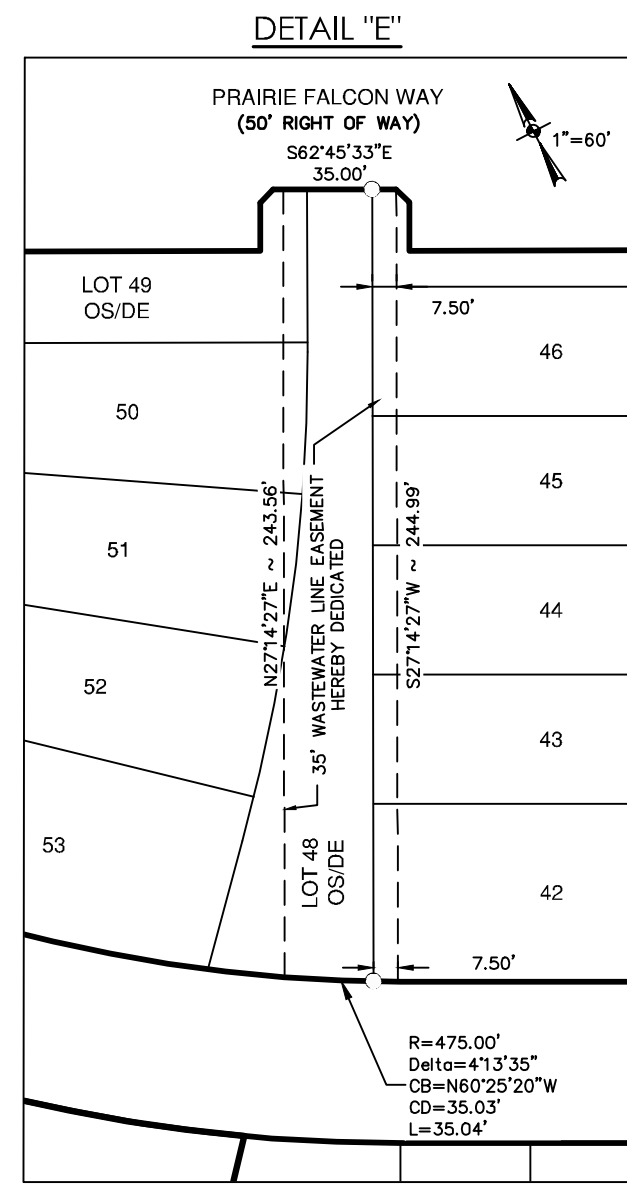 DETAIL "E"
PRAIRIE FALCON WAY
(50' RIGHT OF WAY)
S62°45'33"E
35.00'
1"=60'
LOT 49
OS/DE
7.50'
46
50
45
N27°14'27"E ~ 243.56'
35' WASTEWATER LINE EASEMENT
HEREBY DEDICATED
S27°14'27"W ~ 244.99'
51
44
52
43
53
LOT 48
OS/DE
42
7.50'
R=475.00'
Delta=4°13'35"
CB=N60°25'20"W
CD=35.03'
L=35.04'